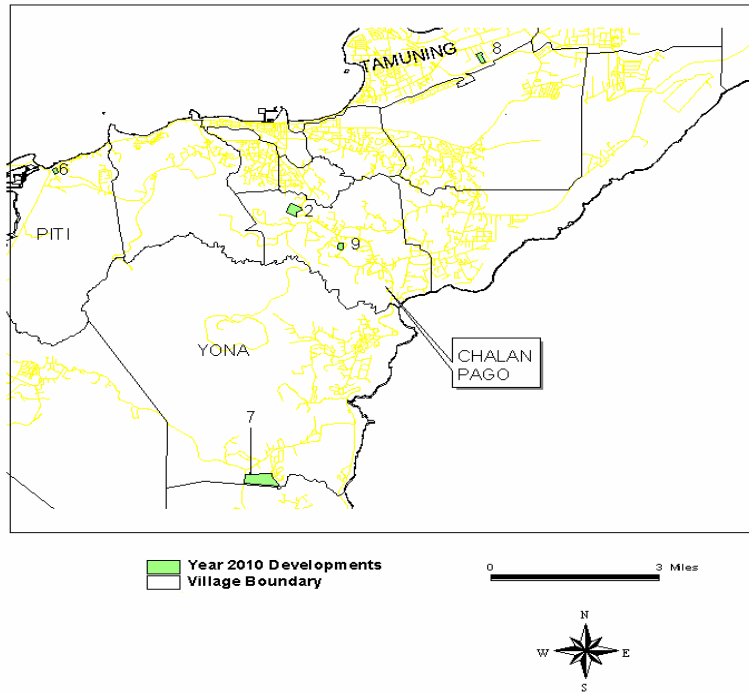 TAMUNING
8
6
2
PITI
9
YONA
CHALAN
PAGO
7
Year 2010 Developments
Village Boundary
0 3 Miles
N
W E
S